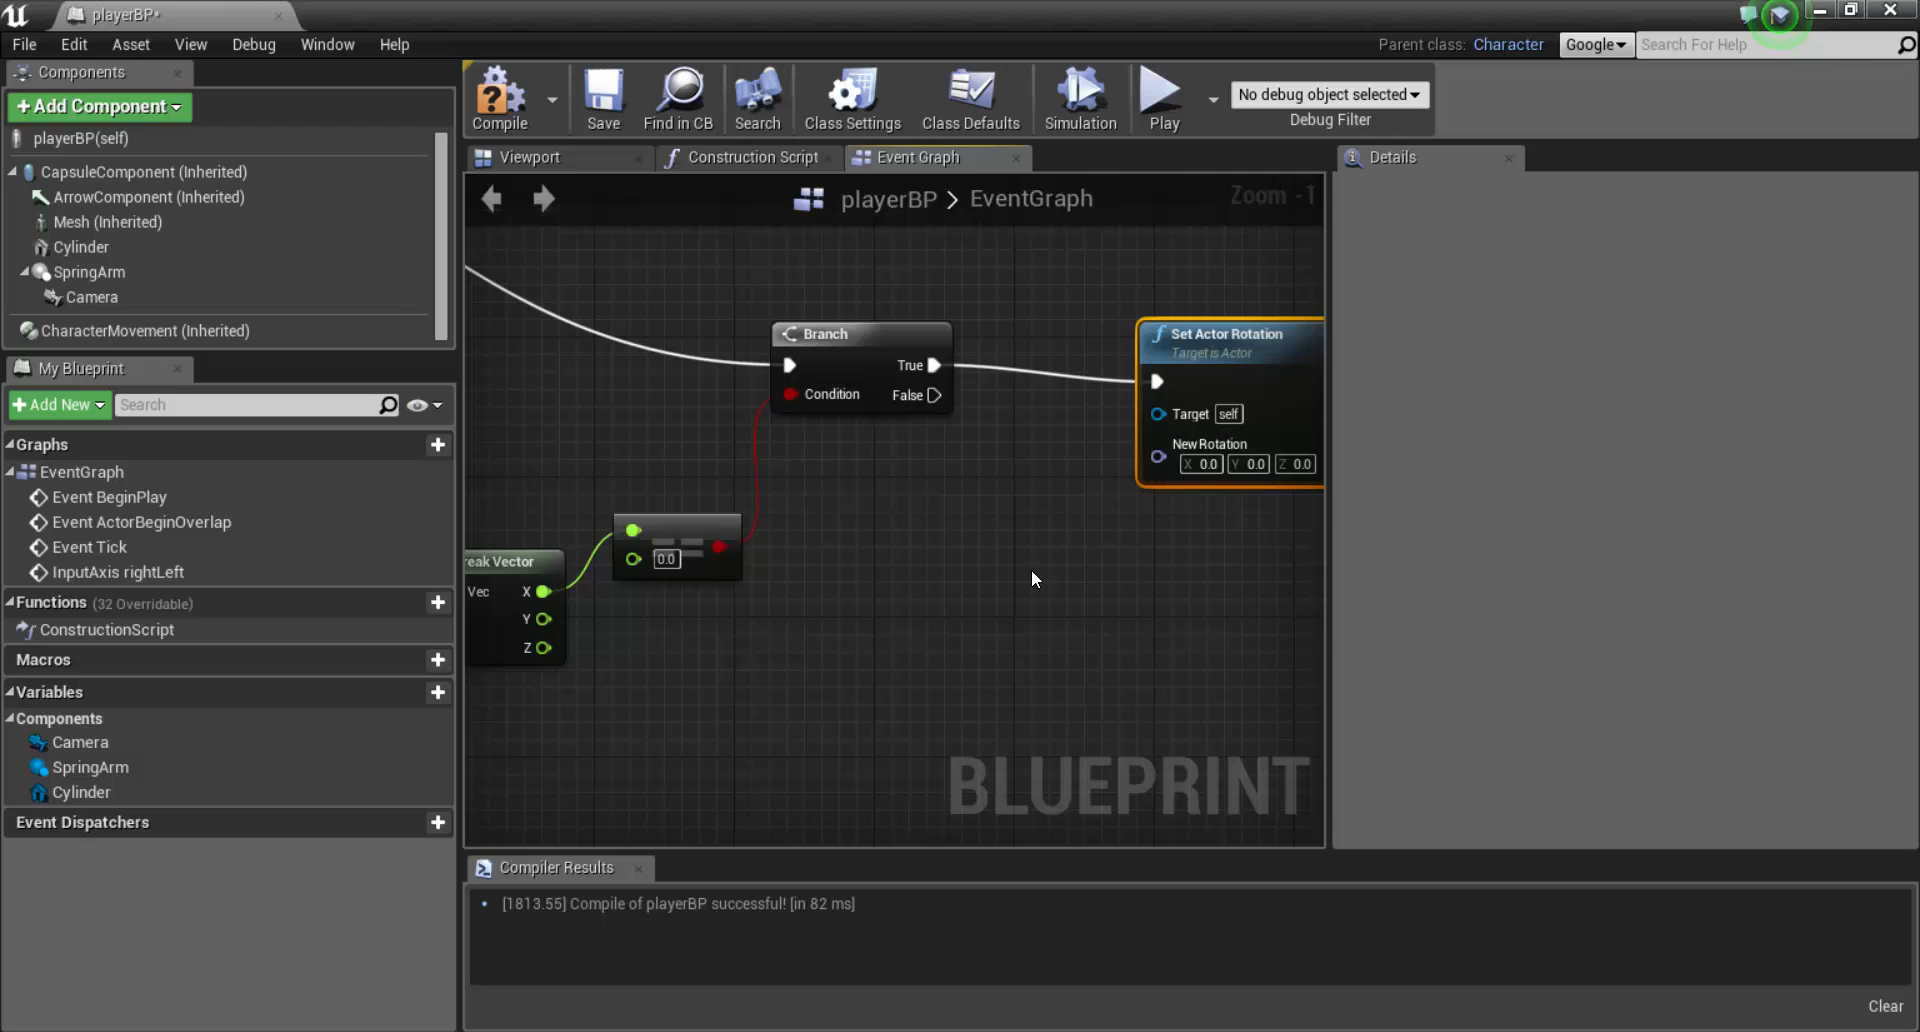 playerBP*
File Edit Asset View Debug Window Help
Parent class: Character Google Search For Help
Components
+ Add Component
playerBP(self)
CapsuleComponent (Inherited)
ArrowComponent (Inherited)
Mesh (Inherited)
Cylinder
SpringArm
Camera
CharacterMovement (Inherited)
My Blueprint
+ Add New Search
Graphs
EventGraph
Event BeginPlay
Event ActorBeginOverlap
Event Tick
InputAxis rightLeft
Functions (32 Overridable)
ConstructionScript
Macros
Variables
Components
Camera
SpringArm
Cylinder
Event Dispatchers
Compile Save Find in CB Search Class Settings Class Defaults Simulation Play
No debug object selected
Debug Filter
Viewport Construction Script Event Graph
playerBP > EventGraph
Zoom -1
Branch
True
Condition False
Set Actor Rotation
Target is Actor
Target self
New Rotation
X 0.0 Y 0.0 Z 0.0
0.0
reak Vector
Vec X
Y
Z
BLUEPRINT
Details
Compiler Results
[1813.55] Compile of playerBP successful! [in 82 ms]
Clear